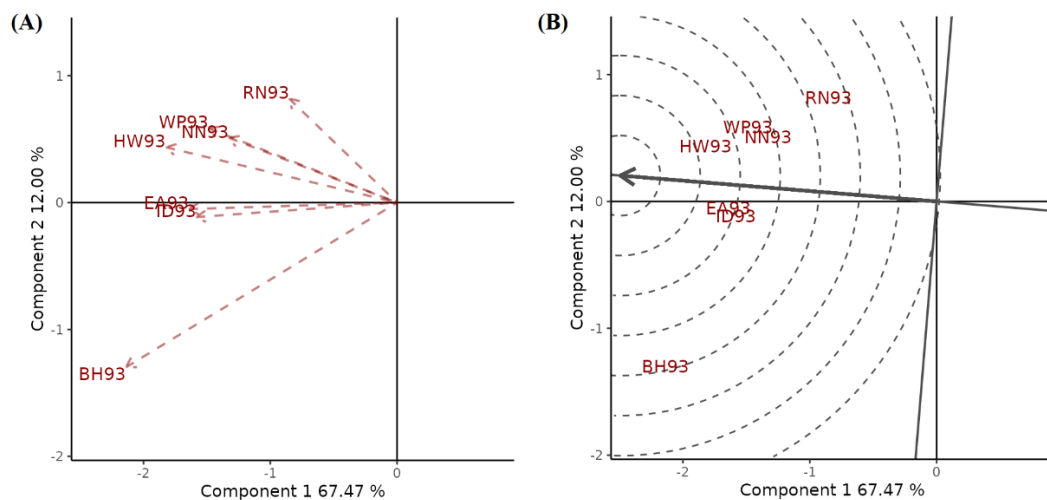 (A)
1
0
-1
-2
Component 2 12.00 %
RN93
WP93
NN93
HW93
EA93
ID93
BH93
-2
-1
0
Component 1 67.47 %
(B)
1
0
-1
-2
Component 2 12.00 %
RN93
WP93
NN93
HW93
EA93
ID93
BH93
-2
-1
0
Component 1 67.47 %